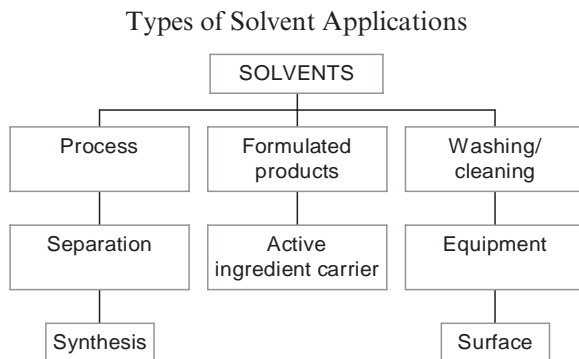 Types of Solvent Applications
SOLVENTS
Process
Formulated
products
Washing/
cleaning
Separation
Active
ingredient carrier
Equipment
Synthesis
Surface